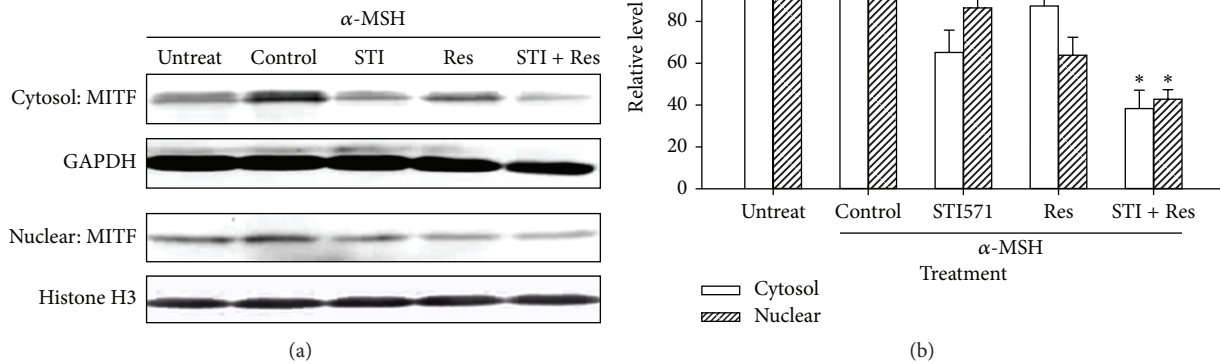 α-MSH
Untreat Control STI Res STI + Res
Cytosol: MITF
GAPDH
Nuclear: MITF
Histone H3
(a)
Relative level
80
60
40
20
0
* *
Untreat Control STI571 Res STI + Res
α-MSH
Treatment
Cytosol
Nuclear
(b)